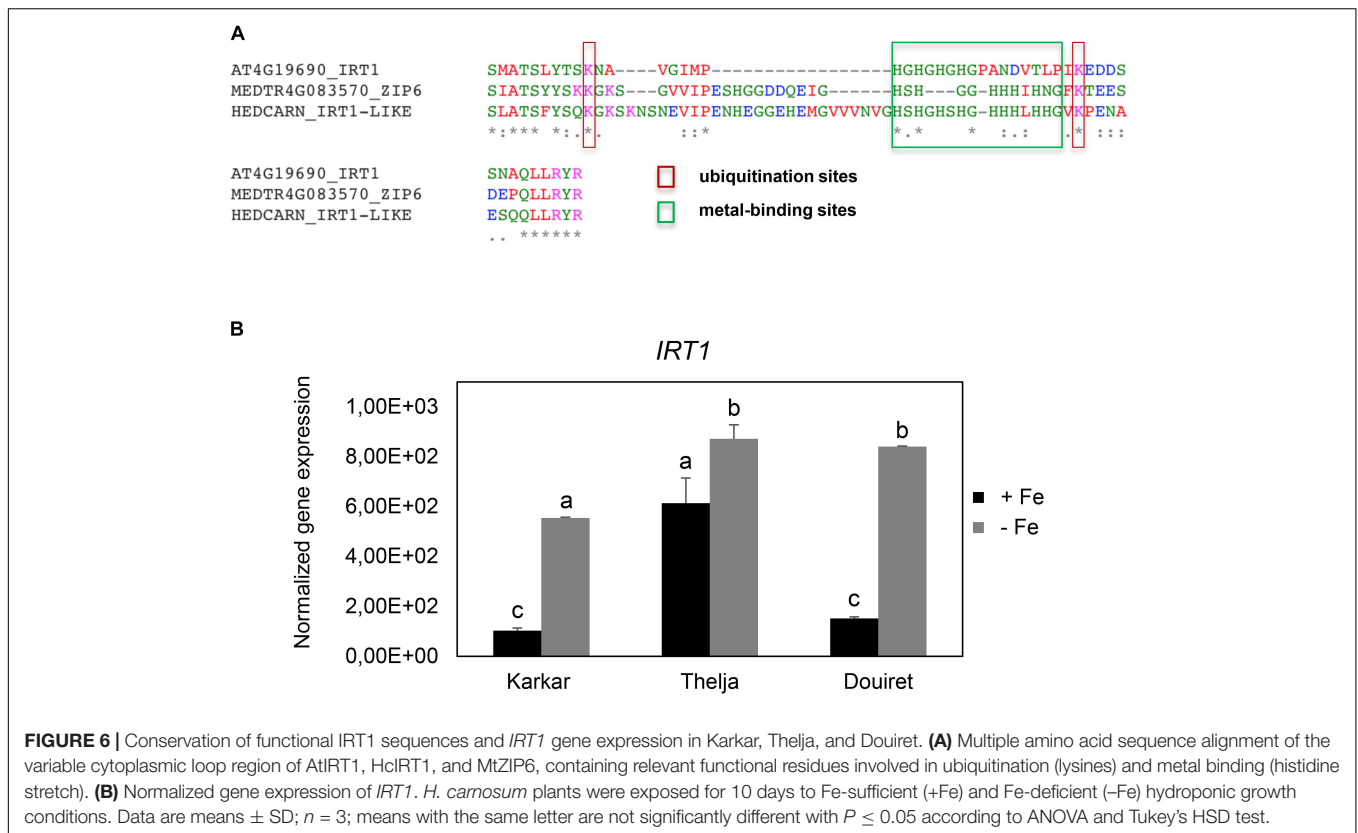 A
AT4G19690_IRT1 SMATSLYTSKNA----VGIMP------------------HGHGHGHGPANDVTLPIKEDDS
MEDTR4G083570_ZIP6 SIATSYYSKKGKS---GVVIPESHGGDDQEIG-------HSH---GG-HHHIHNGFKTEES
HEDCARN_IRT1-LIKE SLATSFYSQKGKSKNSNEVIPENHEGGEHEMGVVVNVGHSHGHSHG-HHHLHHGVKPENA
*:*** *:.*. ::* *.* * :.: .* :::
AT4G19690_IRT1 SNAQLLRYR
MEDTR4G083570_ZIP6 DEPQLLRYR
HEDCARN_IRT1-LIKE ESQQLLRYR
.. ******
ubiquitination sites
metal-binding sites
B
IRT1
Normalized gene expression
1,00E+03
8,00E+02
6,00E+02
4,00E+02
2,00E+02
0,00E+00
c a a b c b
Karkar Thelja Douiret
+ Fe
- Fe
FIGURE 6 | Conservation of functional IRT1 sequences and IRT1 gene expression in Karkar, Thelja, and Douiret. (A) Multiple amino acid sequence alignment of the
variable cytoplasmic loop region of AtIRT1, HcIRT1, and MtZIP6, containing relevant functional residues involved in ubiquitination (lysines) and metal binding (histidine
stretch). (B) Normalized gene expression of IRT1. H. carnosum plants were exposed for 10 days to Fe-sufficient (+Fe) and Fe-deficient (–Fe) hydroponic growth
conditions. Data are means ± SD; n = 3; means with the same letter are not significantly different with P ≤ 0.05 according to ANOVA and Tukey's HSD test.